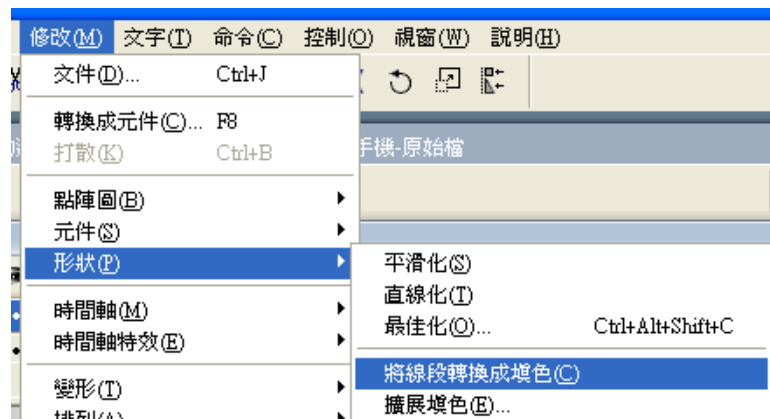 修改(M) 文字(T) 命令(C) 控制(O) 視窗(W) 說明(H)
文件(D)... Ctrl+J
轉換成元件(C)... F8
打散(K) Ctrl+B
手機-原始檔
點陣圖(B)
元件(S)
形狀(P)
平滑化(S)
直線化(T)
最佳化(O)... Ctrl+Alt+Shift+C
將線段轉換成填色(C)
擴展填色(E)...
時間軸(M)
時間軸特效(E)
變形(T)
排列(A)